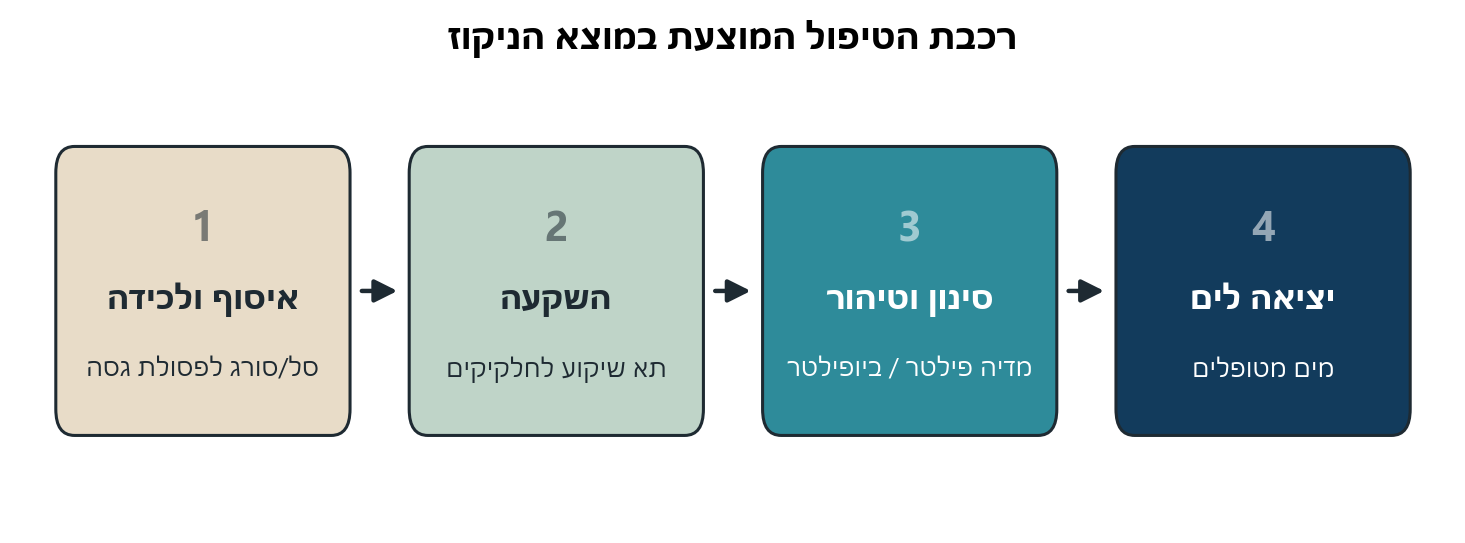 רכבת הטיפול המוצעת במוצא הניקוז
1
איסוף ולכידה
סל/סורג לפסולת גסה
2
השקעה
תא שיקוע לחלקיקים
3
סינון וטיהור
מדיה פילטר / ביופילטר
4
יציאה לים
מים מטופלים